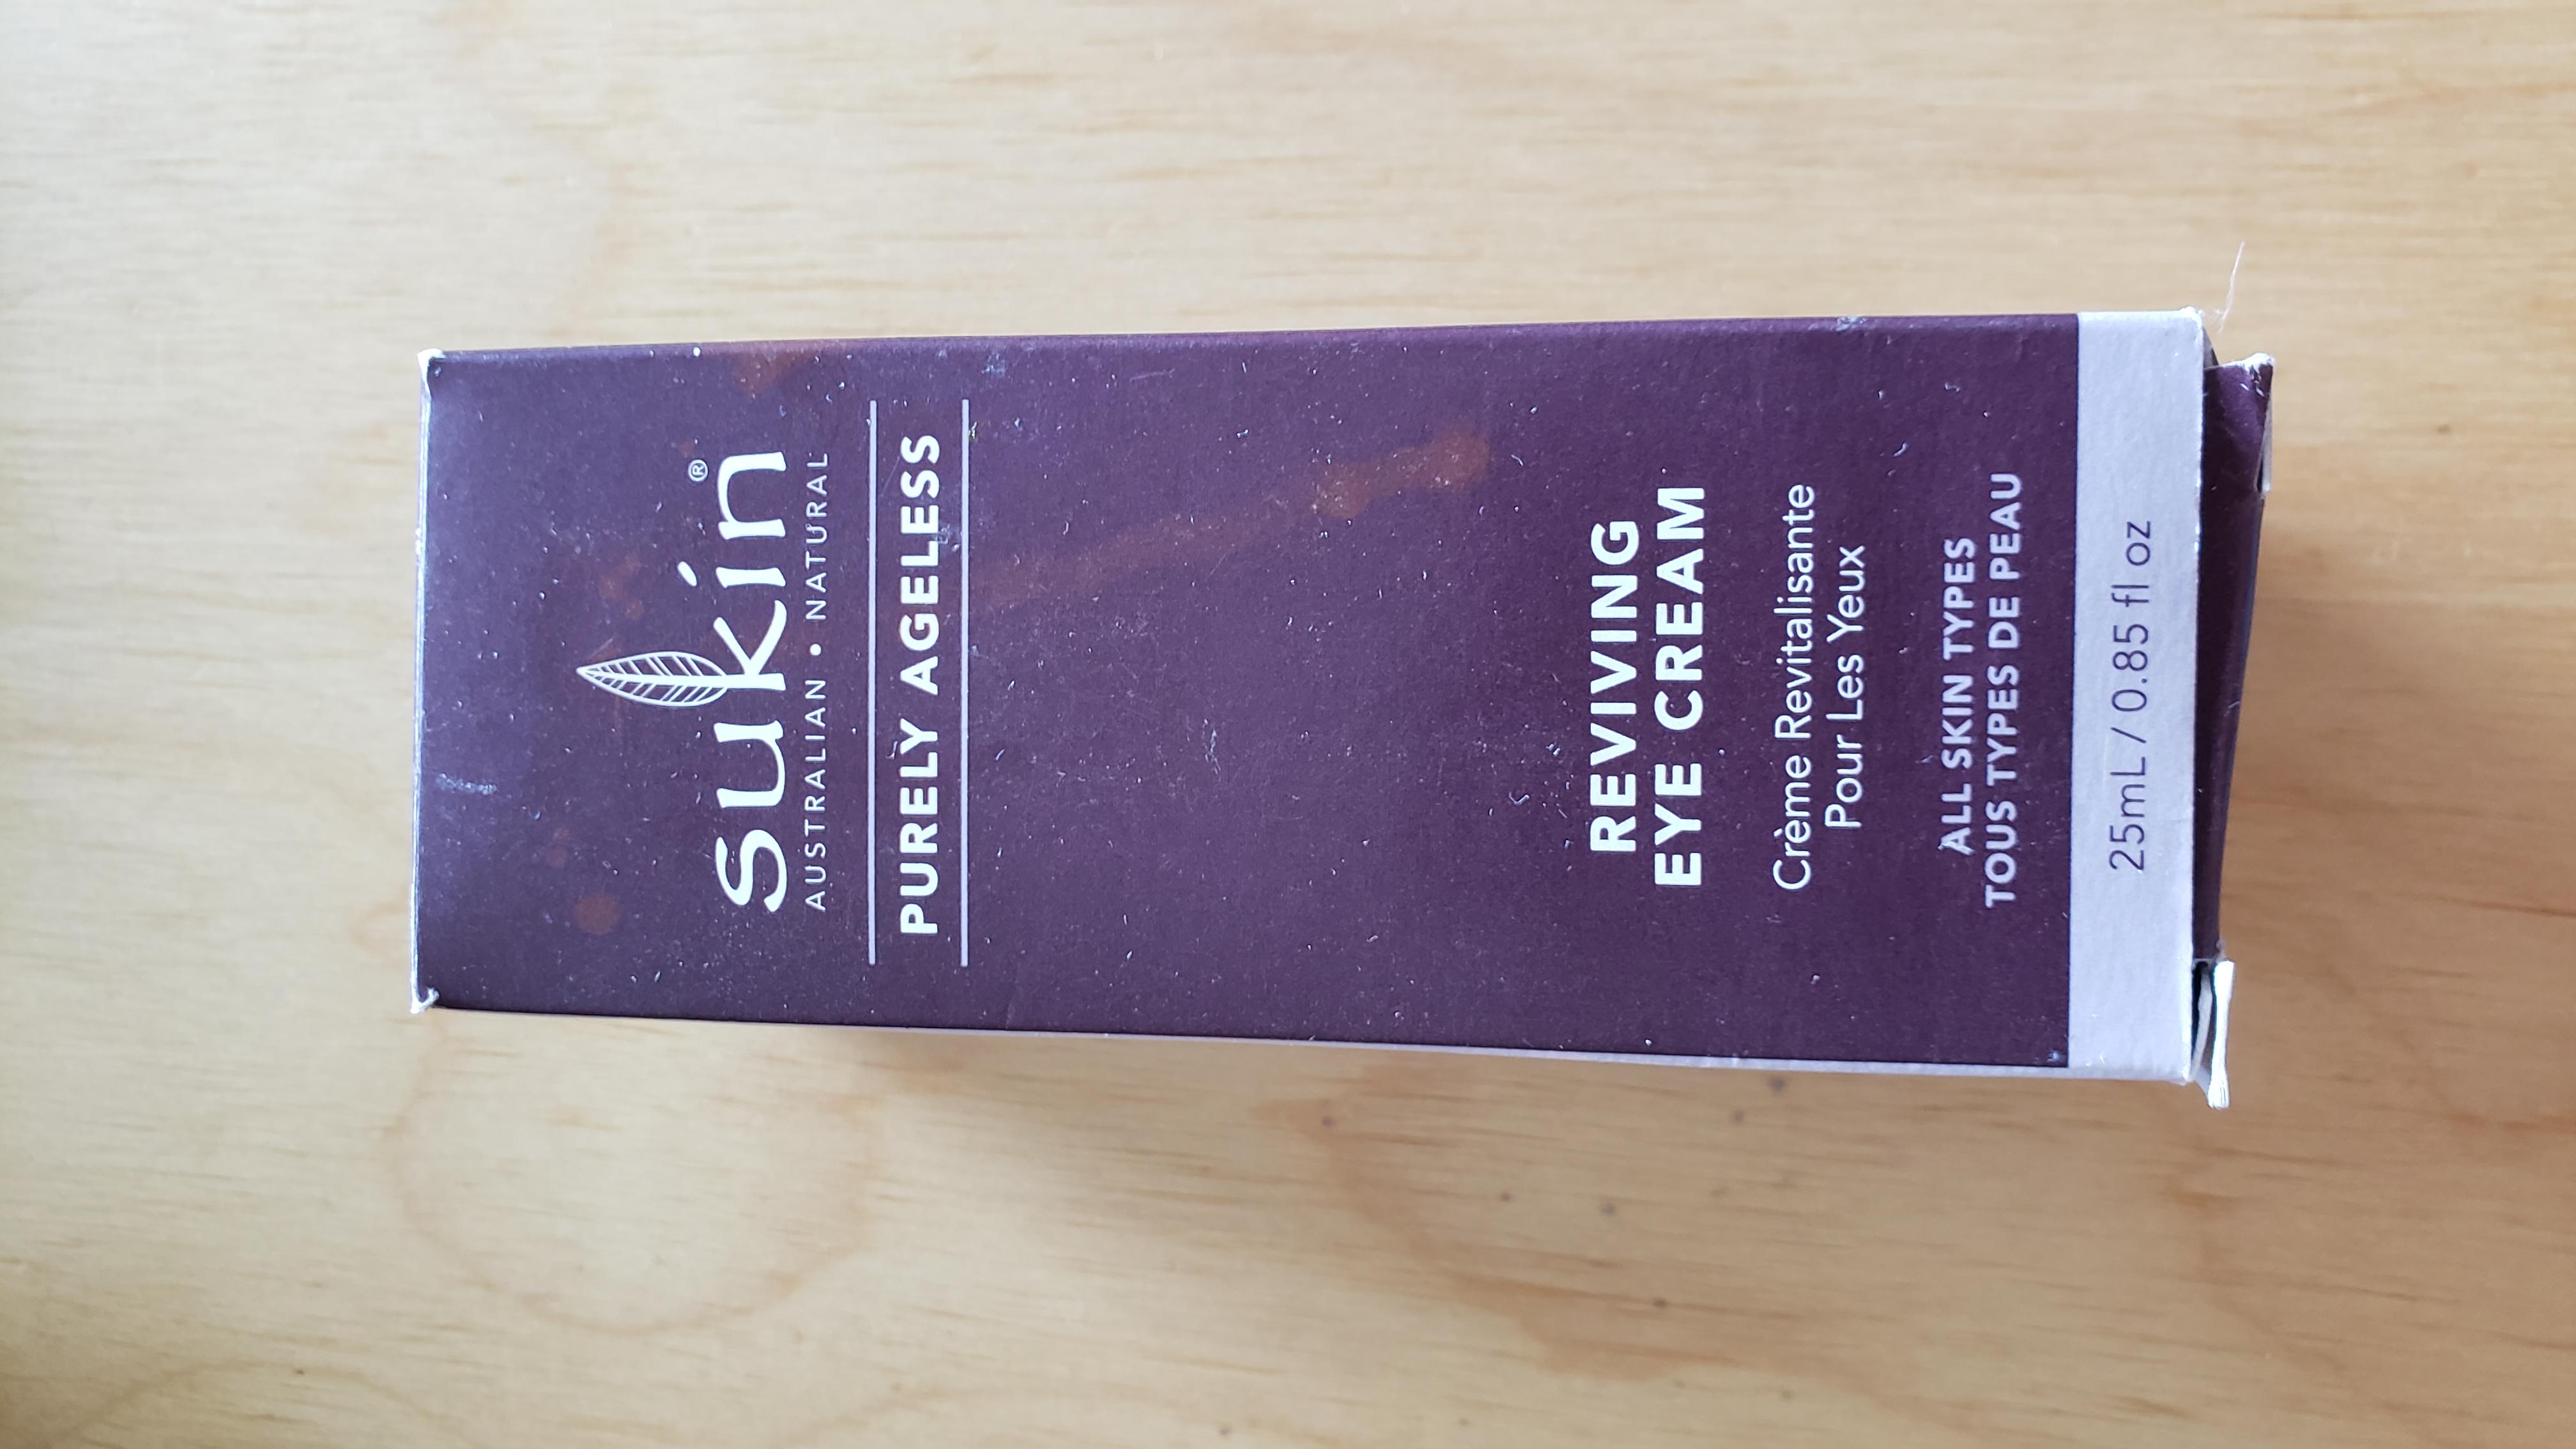 sukin®
AUSTRALIAN • NATURAL
PURELY AGELESS
REVIVING
EYE CREAM
Crème Revitalisante
Pour Les Yeux
ALL SKIN TYPES
TOUS TYPES DE PEAU
25mL / 0.85 fl oz